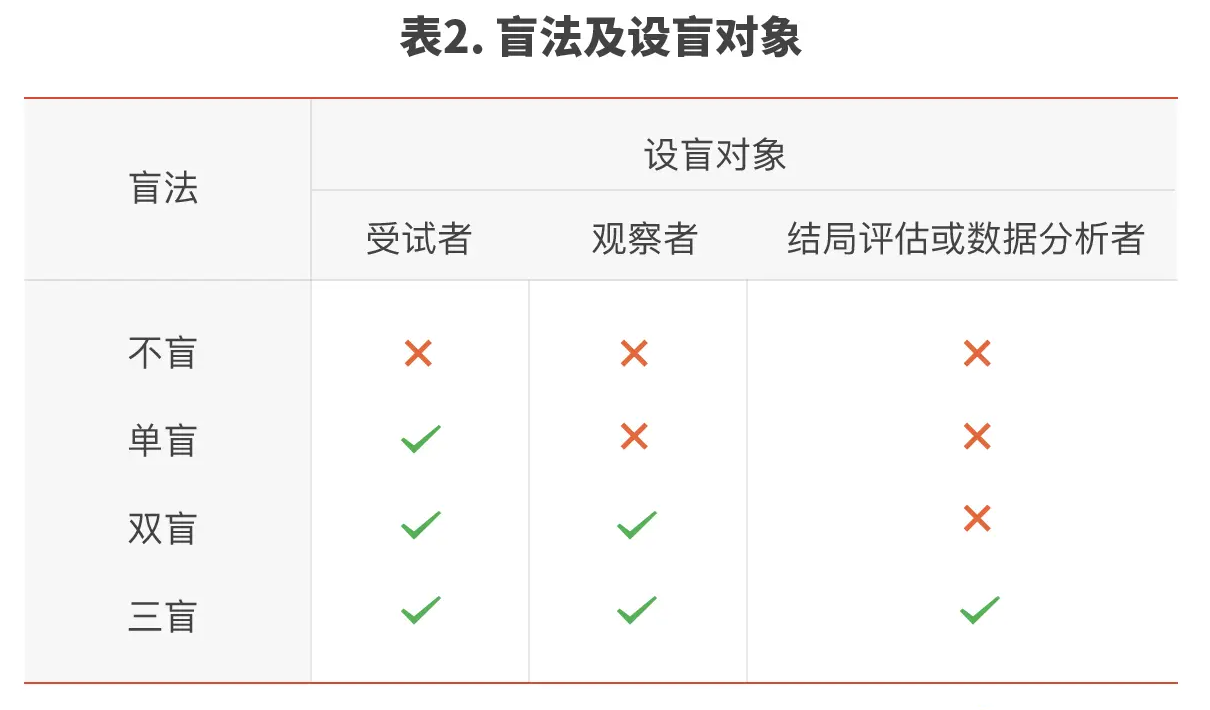 表2. 盲法及设盲对象
盲法
设盲对象
受试者 观察者 结局评估或数据分析者
不盲 ✕ ✕ ✕
单盲 ✓ ✕ ✕
双盲 ✓ ✓ ✕
三盲 ✓ ✓ ✓